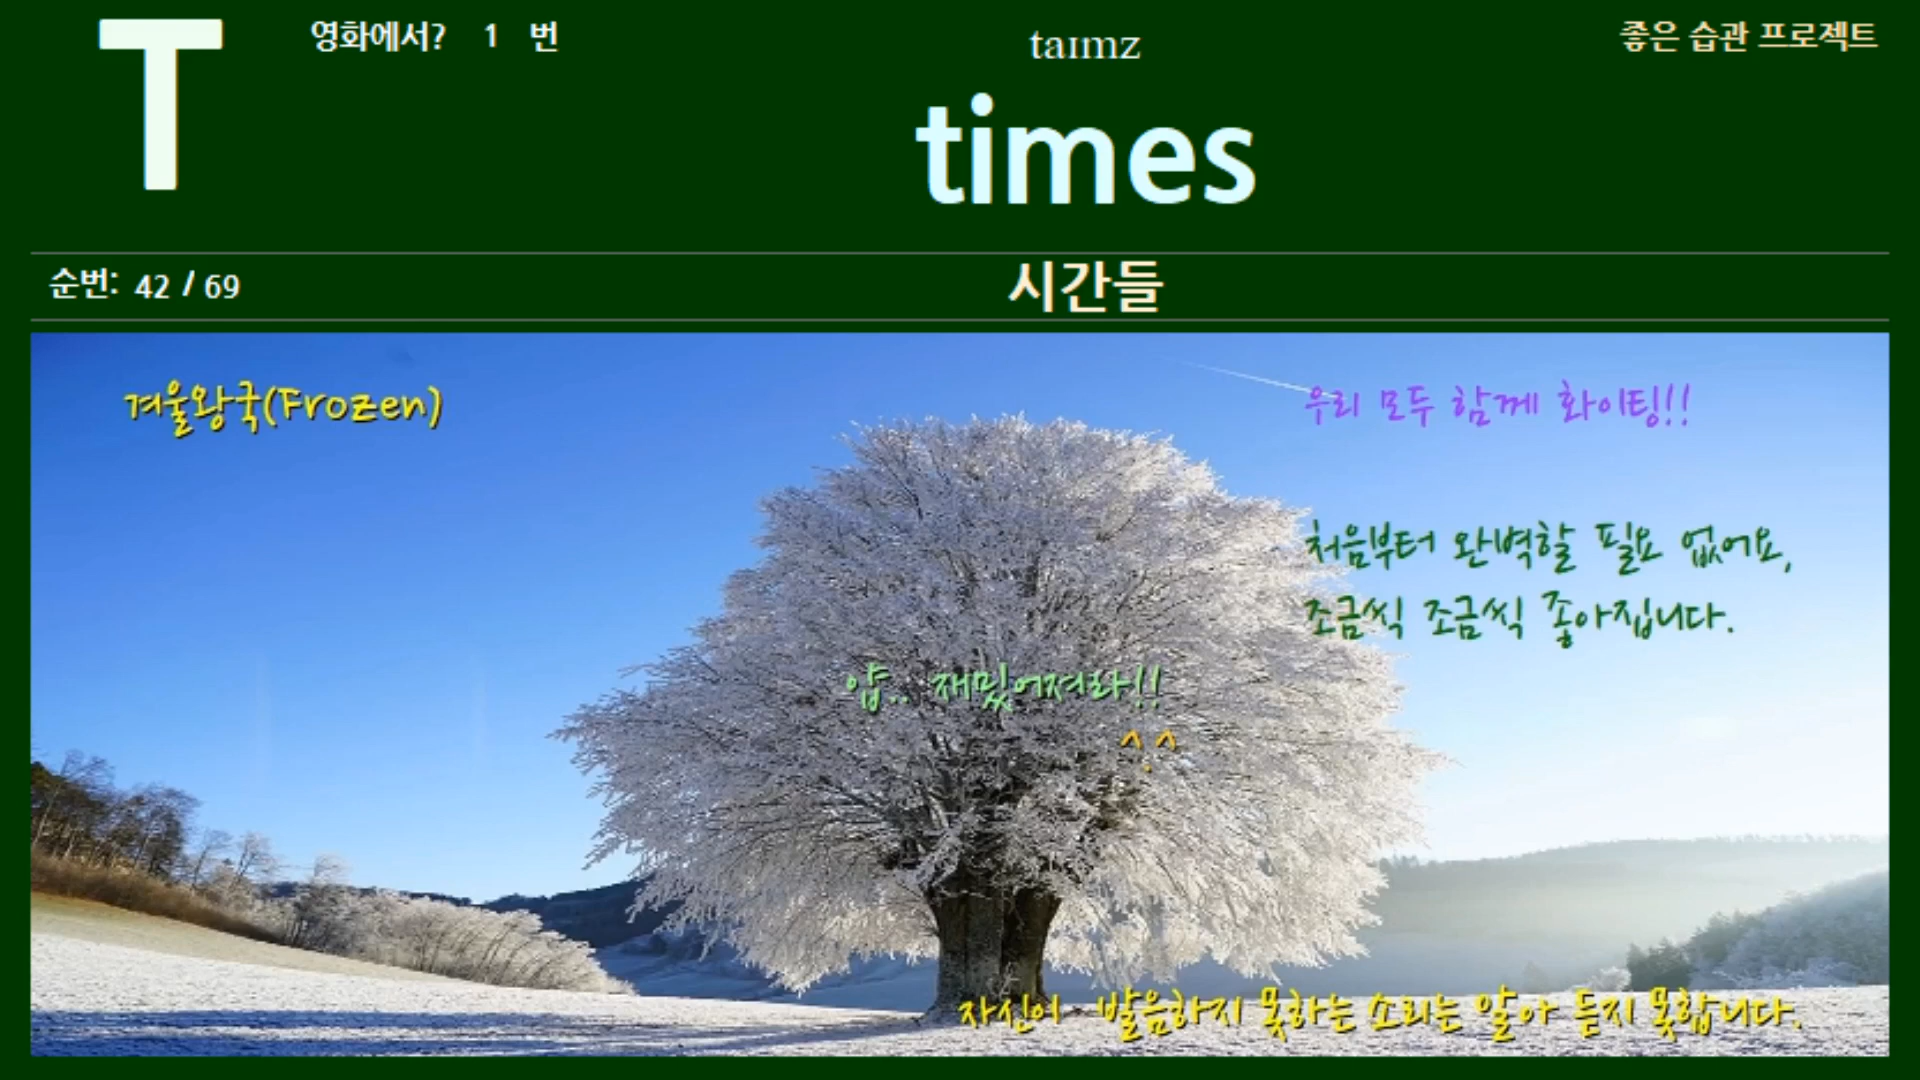 T
영화에서? 1 번
taımz
좋은 습관 프로젝트
times
순번: 42 / 69
시간들
겨울왕국(Frozen)
우리 모두 함께 화이팅!!
처음부터 완벽할 필요 없어요,
조금씩 조금씩 좋아집니다.
얍.. 재밌어져라!!
^.^
자신이 발음하지 못하는 소리는 알아 듣지 못합니다.